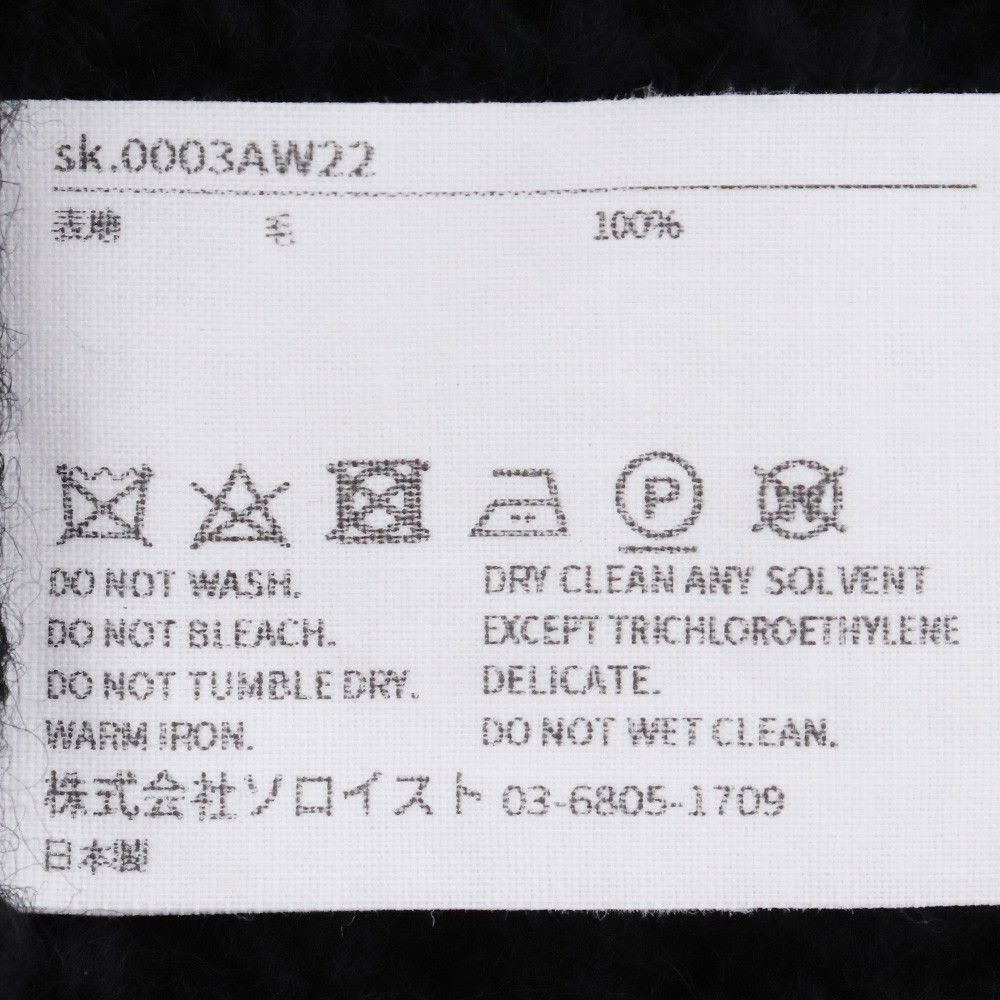 sk.0003AW22
表地 毛 100%
P
W
DO NOT WASH.
DO NOT BLEACH.
DO NOT TUMBLE DRY.
WARM IRON.
DRY CLEAN ANY SOLVENT
EXCEPT TRICHLOROETHYLENE
DELICATE.
DO NOT WET CLEAN.
株式会社ソロイスト 03-6805-1709
日本製